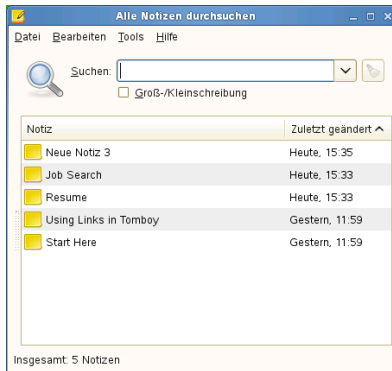 Alle Notizen durchsuchen
Datei Bearbeiten Tools Hilfe
Suchen:
Groß-/Kleinschreibung
Notiz Zuletzt geändert
Neue Notiz 3 Heute, 15:35
Job Search Heute, 15:33
Resume Heute, 15:33
Using Links in Tomboy Gestern, 11:59
Start Here Gestern, 11:59
Insgesamt: 5 Notizen